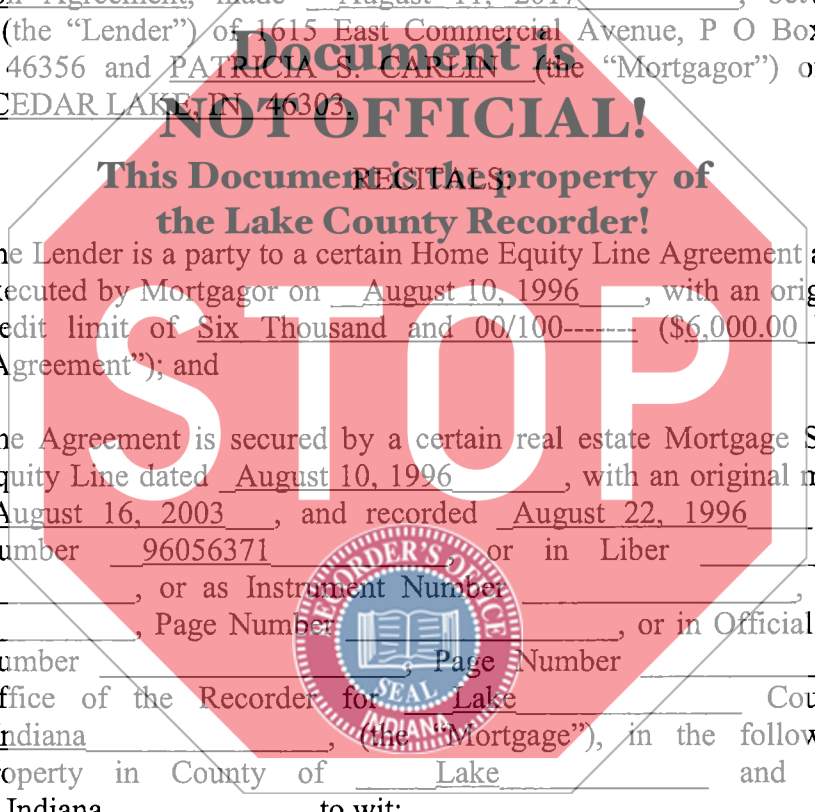 on Agreement, made August 11, 2017
(the “Lender”) of 1615 East Commercial Avenue, P O Box
46356 and PATRICIA S. CARLIN (the “Mortgagor”) o
CEDAR LAKE, IN 46303.
Document is
NOT OFFICIAL!
This Document is the property of
the Lake County Recorder!
RECITALS:
he Lender is a party to a certain Home Equity Line Agreement a
xecuted by Mortgagor on August 10, 1996, with an orig
edit limit of Six Thousand and 00/100------- ($6,000.00
Agreement”); and
STOP
he Agreement is secured by a certain real estate Mortgage S
quity Line dated August 10, 1996, with an original m
August 16, 2003, and recorded August 22, 1996
umber 96056371, or in Liber
, or as Instrument Number ,
, Page Number , or in Official
umber , Page Number
ffice of the Recorder for Lake Cou
ndiana, (the “Mortgage”), in the follow
operty in County of Lake and
Indiana to wit:
RECORDER'S OFFICE
SEAL
INDIANA